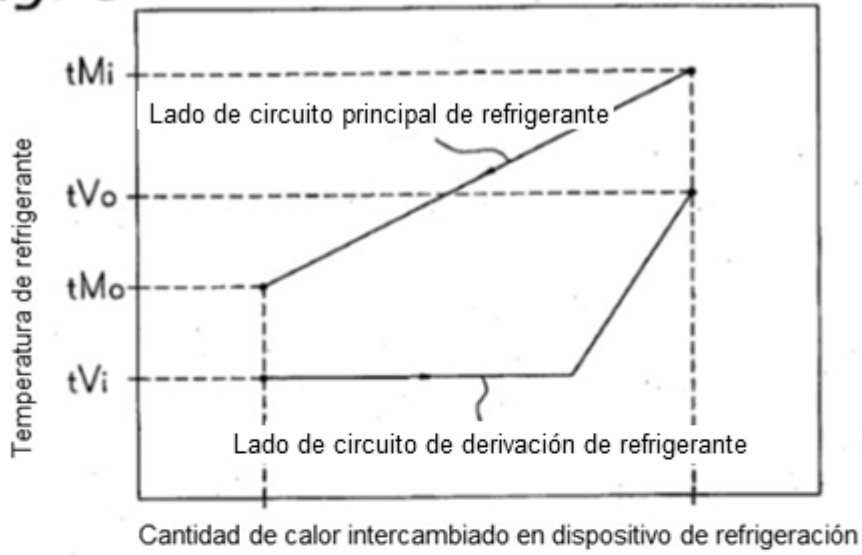 tMi
Lado de circuito principal de refrigerante
tVo
tMo
tVi
Lado de circuito de derivación de refrigerante
Temperatura de refrigerante
Cantidad de calor intercambiado en dispositivo de refrigeración